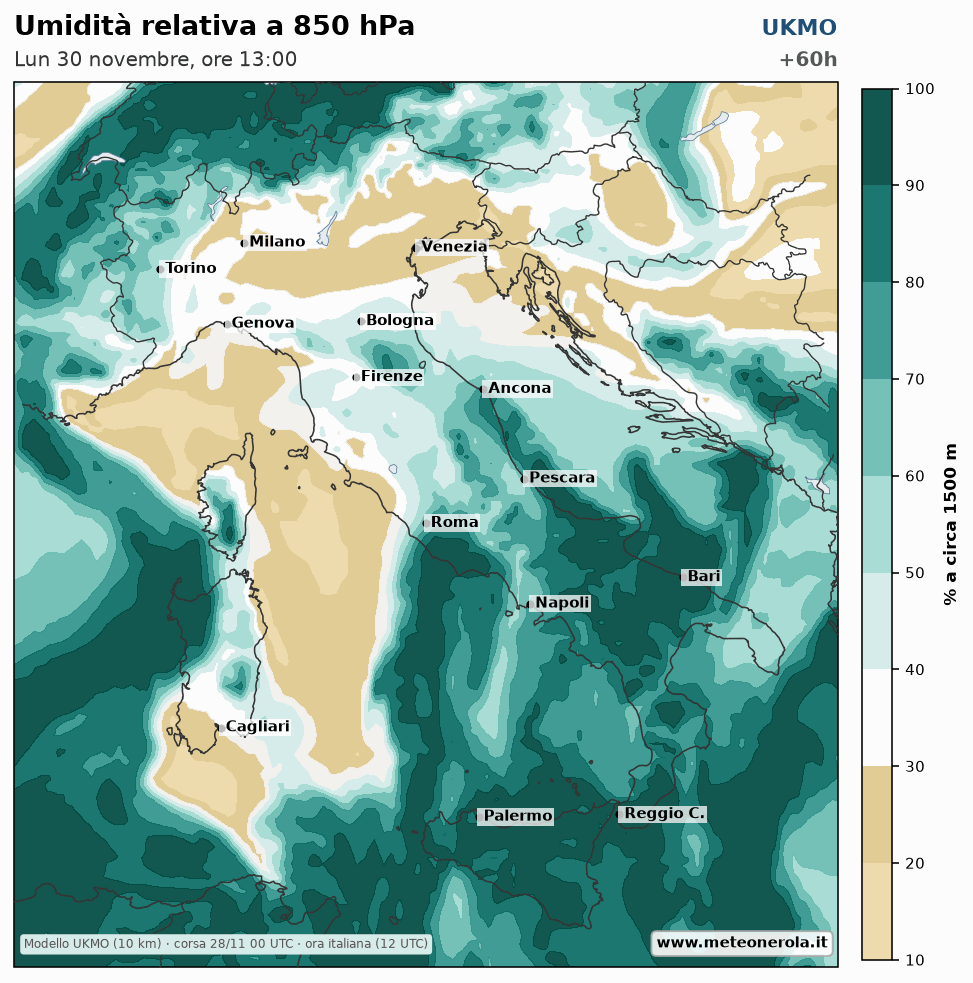 Umidità relativa a 850 hPa
UKMO
Lun 30 novembre, ore 13:00
+60h
Milano
Venezia
Torino
Genova
Bologna
Firenze
Ancona
Pescara
Roma
Bari
Napoli
Cagliari
Palermo
Reggio C.
100
90
80
70
60
50
40
30
20
10
% a circa 1500 m
Modello UKMO (10 km) · corsa 28/11 00 UTC · ora italiana (12 UTC)
www.meteonerola.it